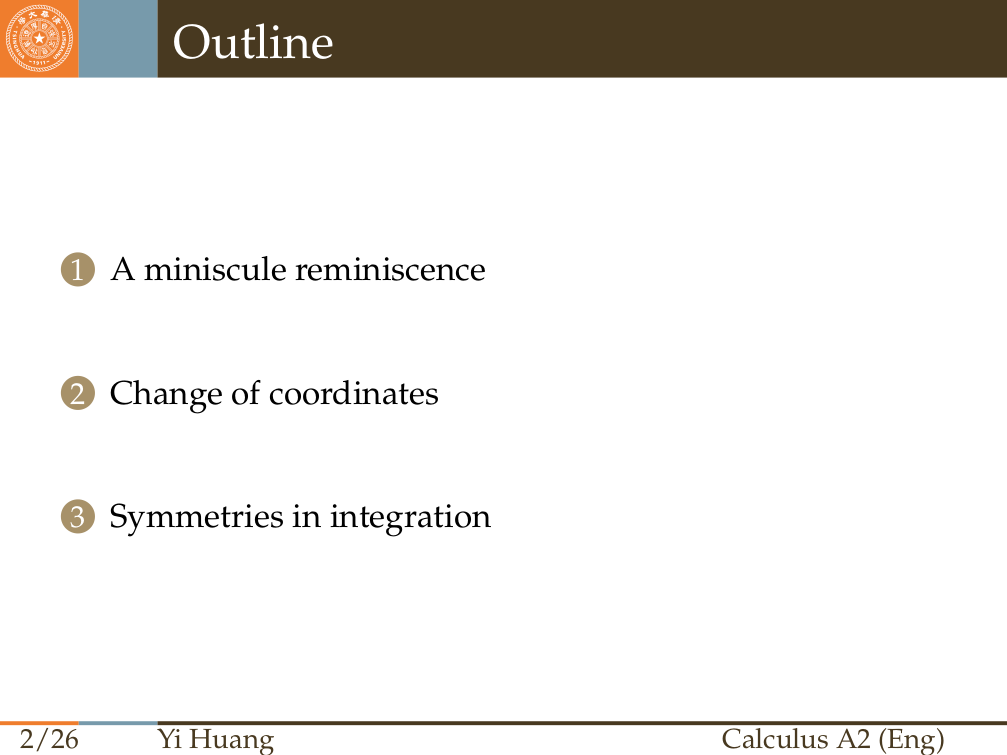 Outline
1 A miniscule reminiscence
2 Change of coordinates
3 Symmetries in integration
2/26 Yi Huang Calculus A2 (Eng)